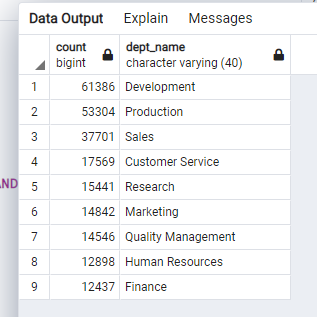 Data Output Explain Messages
count dept_name
bigint character varying (40)
1 61386 Development
2 53304 Production
3 37701 Sales
4 17569 Customer Service
5 15441 Research
AND
6 14842 Marketing
7 14546 Quality Management
8 12898 Human Resources
9 12437 Finance